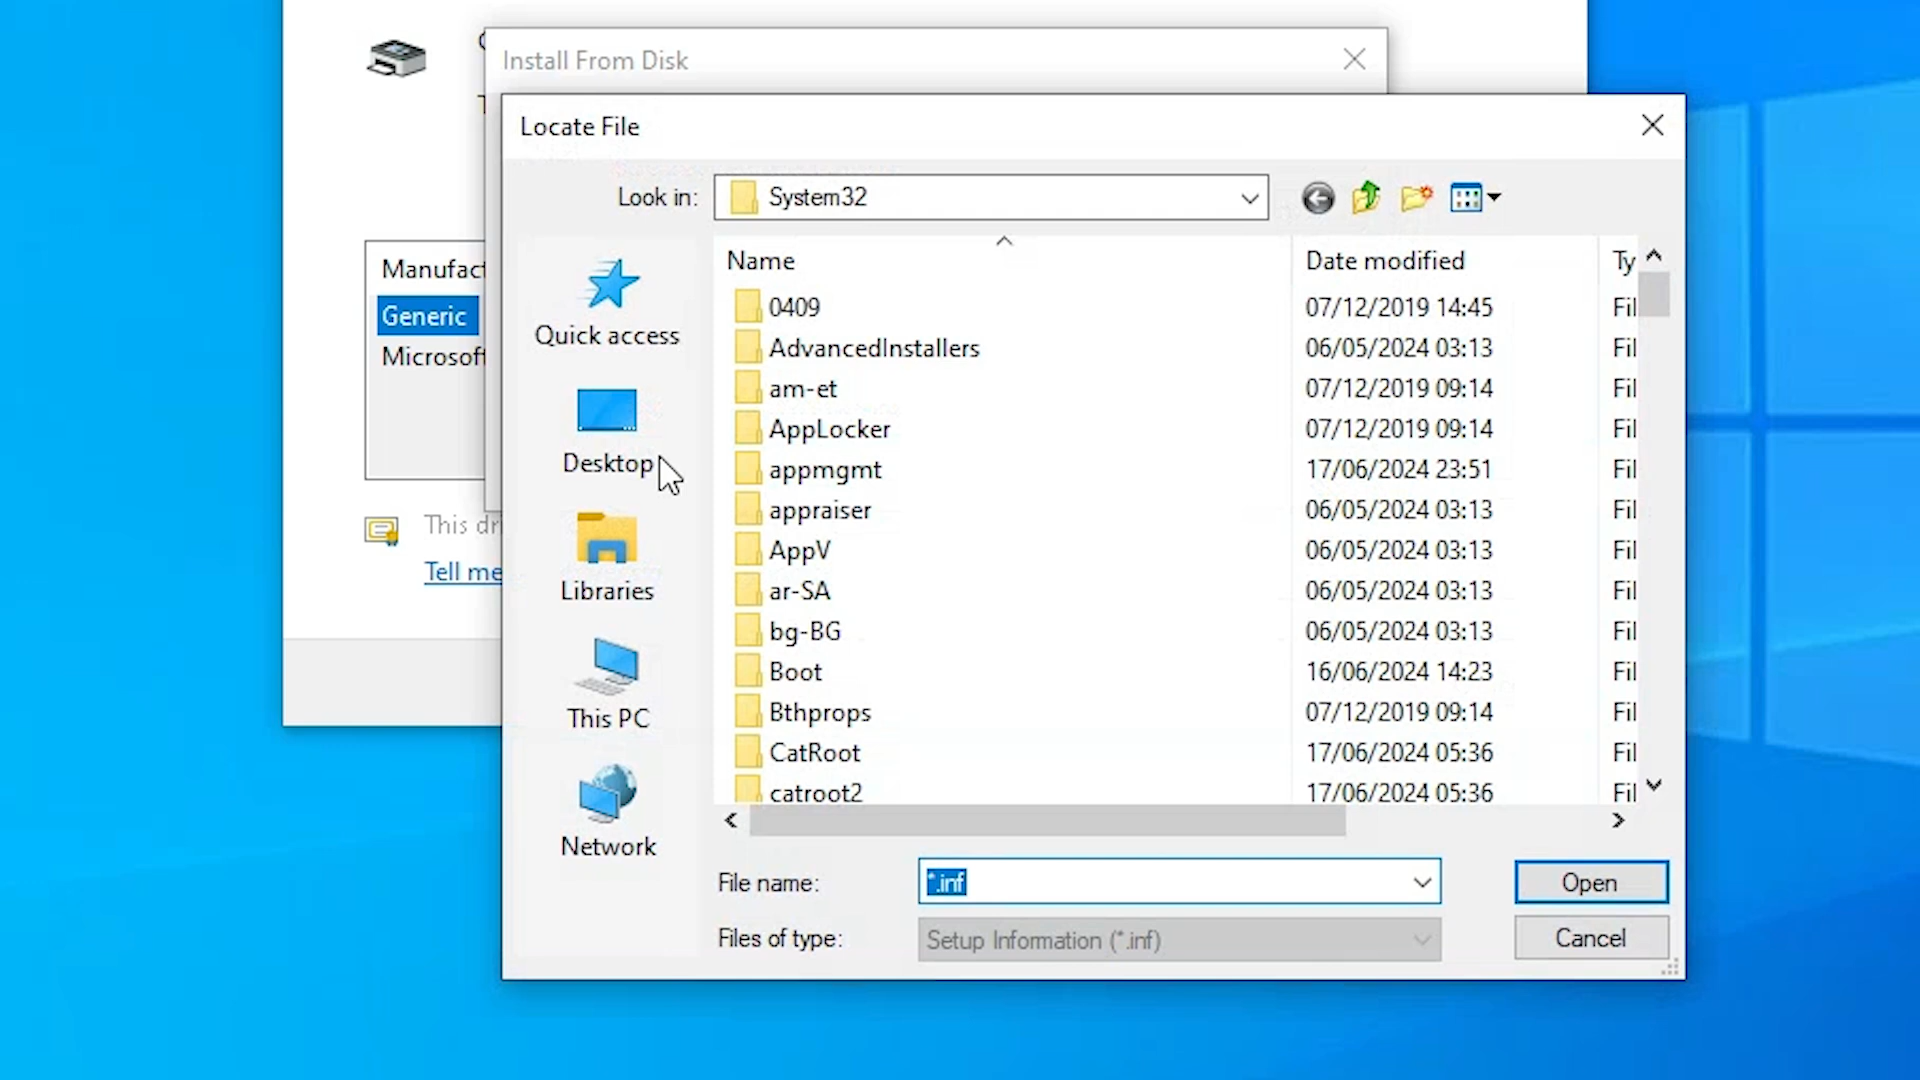 Install From Disk
Locate File
Look in: System32
Name Date modified Ty
0409 07/12/2019 14:45 Fil
AdvancedInstallers 06/05/2024 03:13 Fil
am-et 07/12/2019 09:14 Fil
AppLocker 07/12/2019 09:14 Fil
appmgmt 17/06/2024 23:51 Fil
appraiser 06/05/2024 03:13 Fil
AppV 06/05/2024 03:13 Fil
ar-SA 06/05/2024 03:13 Fil
bg-BG 06/05/2024 03:13 Fil
Boot 16/06/2024 14:23 Fil
Bthprops 07/12/2019 09:14 Fil
CatRoot 17/06/2024 05:36 Fil
catroot2 17/06/2024 05:36 Fil
Quick access
Desktop
Libraries
This PC
Network
File name: *.inf
Open
Files of type: Setup Information (*.inf)
Cancel
Manufact
Generic
Microsoft
This dri
Tell me